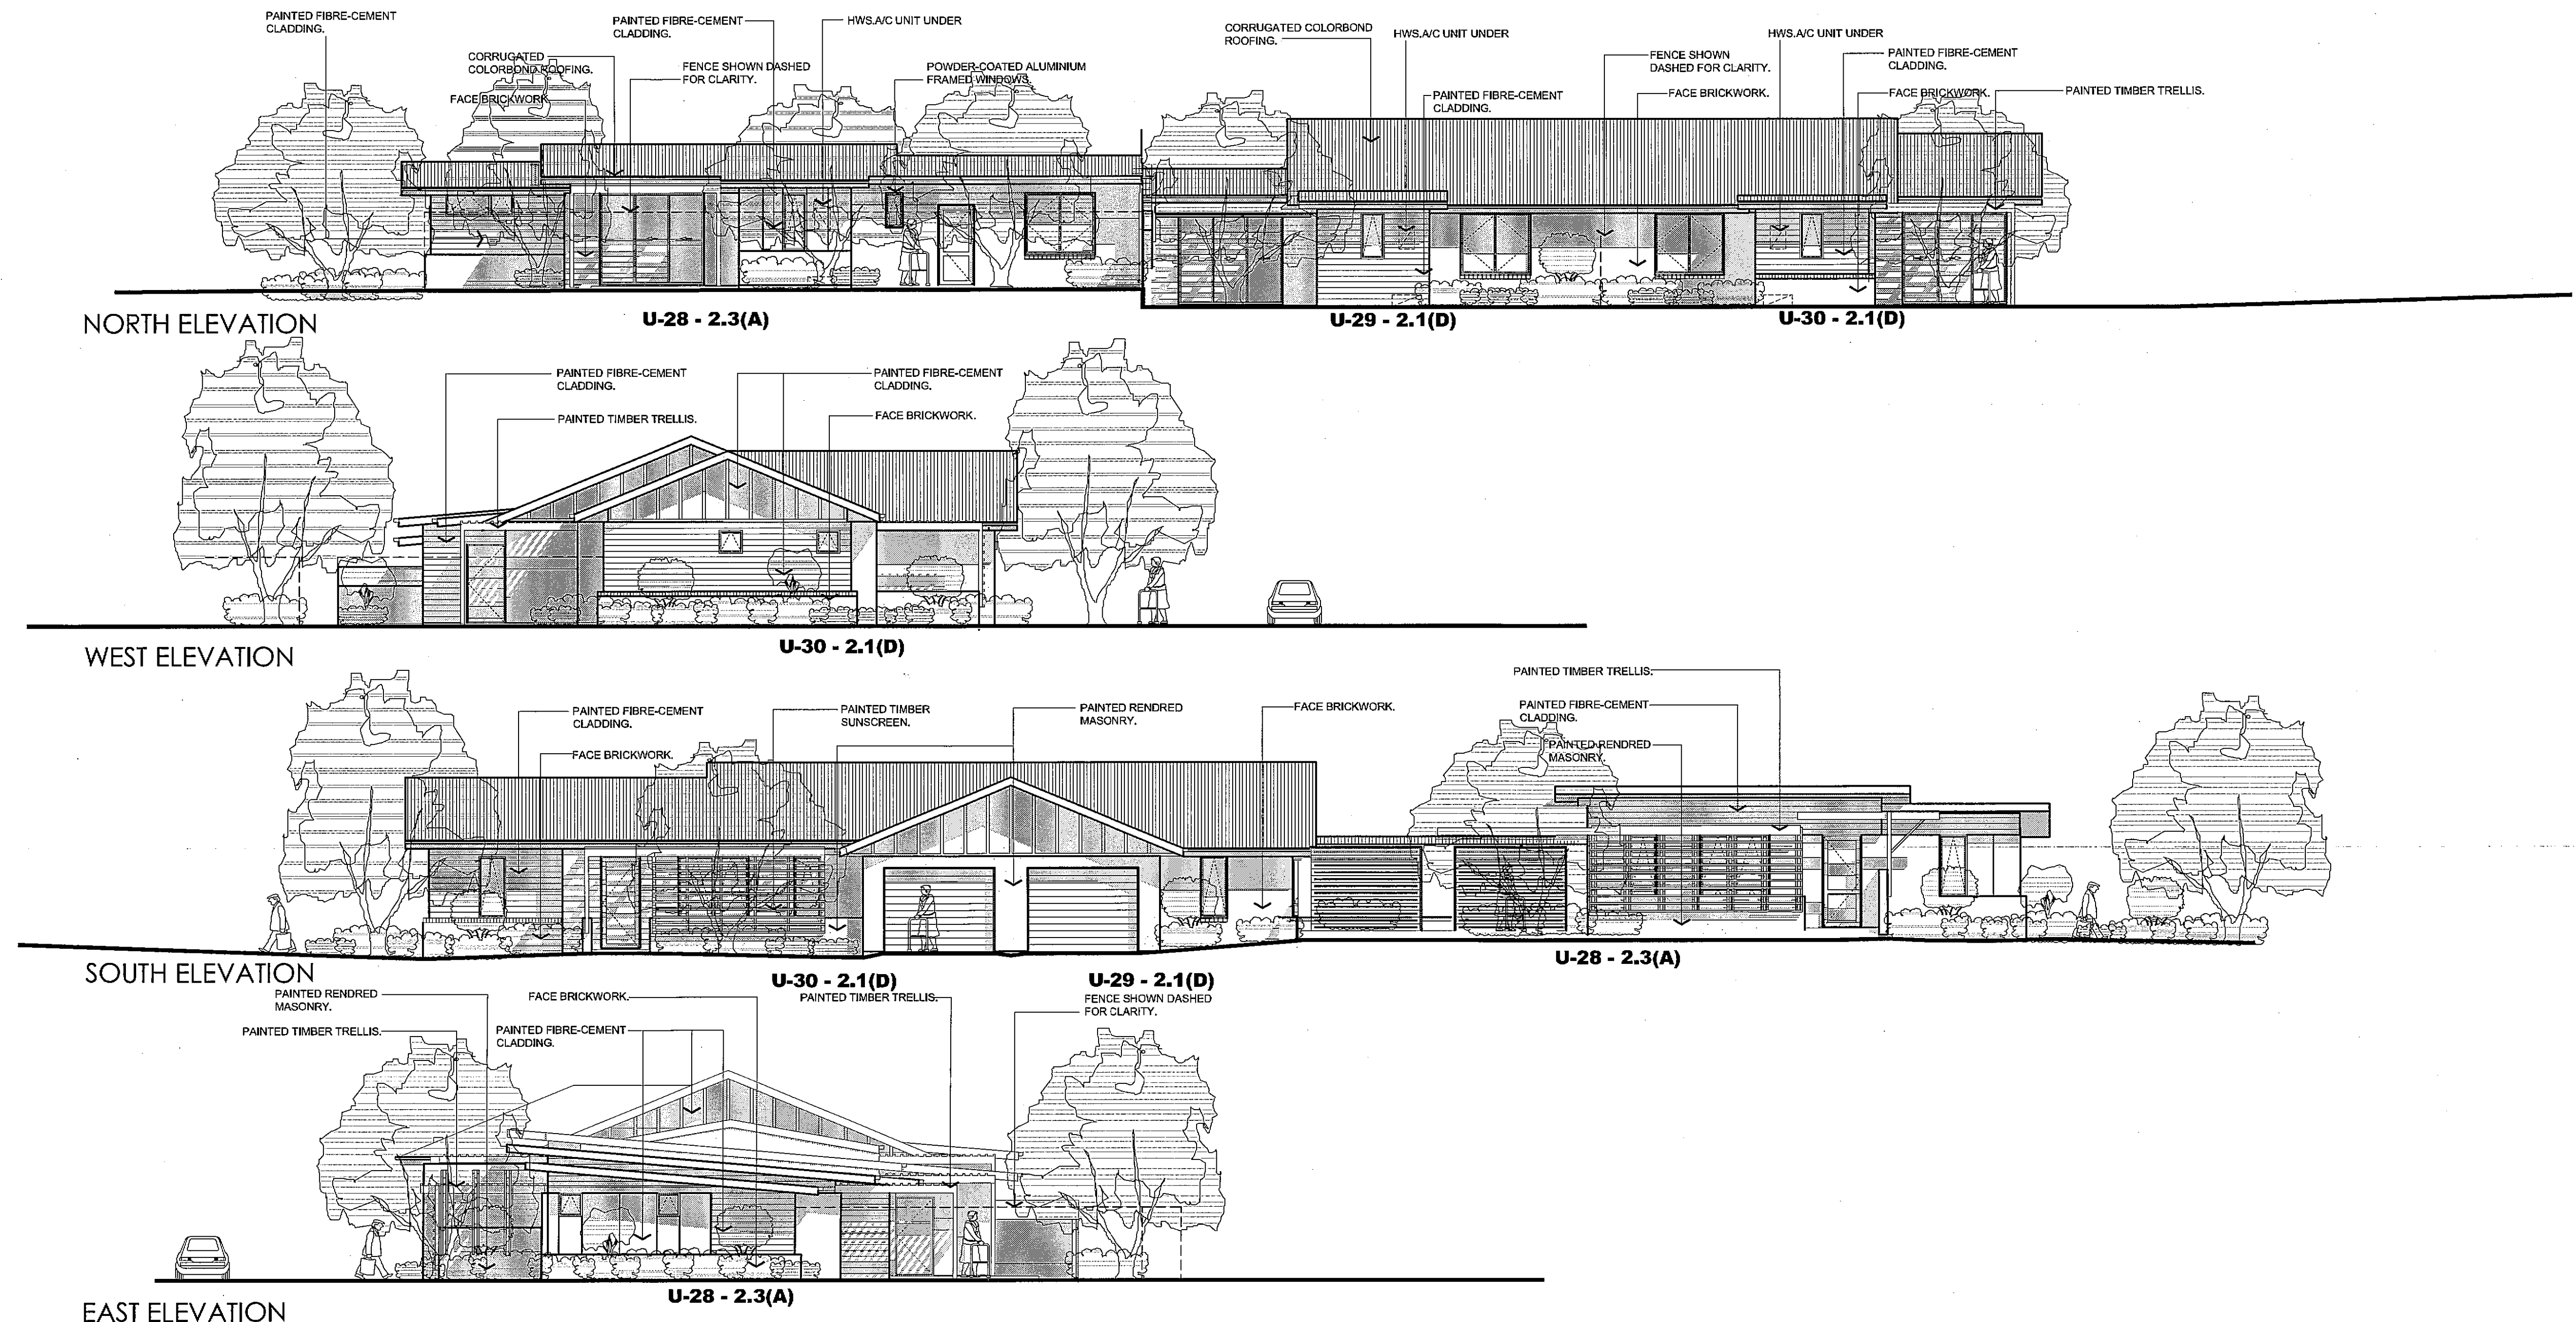 PAINTED FIBRE-CEMENT
CLADDING.
CORRUGATED
COLORBOND ROOFING.
FACE BRICKWORK.
PAINTED FIBRE-CEMENT
CLADDING.
FENCE SHOWN DASHED
FOR CLARITY.
HWS.A/C UNIT UNDER
POWDER-COATED ALUMINIUM
FRAMED WINDOWS.
CORRUGATED COLORBOND
ROOFING.
HWS.A/C UNIT UNDER
PAINTED FIBRE-CEMENT
CLADDING.
FENCE SHOWN
DASHED FOR CLARITY.
FACE BRICKWORK.
HWS.A/C UNIT UNDER
PAINTED FIBRE-CEMENT
CLADDING.
FACE BRICKWORK.
PAINTED TIMBER TRELLIS.
NORTH ELEVATION
U-28 - 2.3(A)
U-29 - 2.1(D)
U-30 - 2.1(D)
PAINTED FIBRE-CEMENT
CLADDING.
PAINTED TIMBER TRELLIS.
PAINTED FIBRE-CEMENT
CLADDING.
FACE BRICKWORK.
WEST ELEVATION
U-30 - 2.1(D)
PAINTED FIBRE-CEMENT
CLADDING.
FACE BRICKWORK.
PAINTED TIMBER
SUNSCREEN.
PAINTED RENDRED
MASONRY.
FACE BRICKWORK.
PAINTED TIMBER TRELLIS.
PAINTED FIBRE-CEMENT
CLADDING.
PAINTED RENDRED
MASONRY.
SOUTH ELEVATION
U-30 - 2.1(D)
U-29 - 2.1(D)
U-28 - 2.3(A)
PAINTED RENDRED
MASONRY.
PAINTED TIMBER TRELLIS.
FACE BRICKWORK.
PAINTED FIBRE-CEMENT
CLADDING.
PAINTED TIMBER TRELLIS.
FENCE SHOWN DASHED
FOR CLARITY.
EAST ELEVATION
U-28 - 2.3(A)